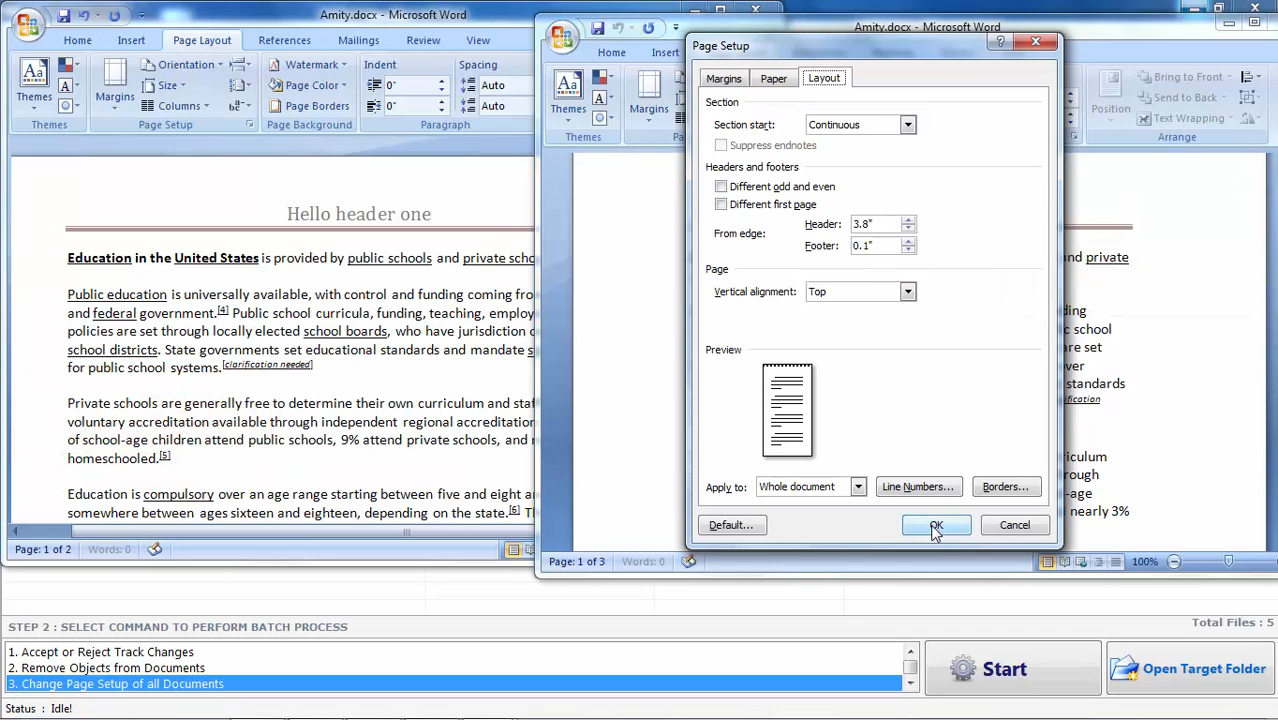 Amity.docx - Microsoft Word
Home Insert Page Layout References Mailings Review View
Themes
Margins
Orientation
Size
Columns
Watermark
Page Color
Page Borders
Indent
0"
0"
Spacing
Auto
Auto
Themes Page Setup Page Background Paragraph
Hello header one
Education in the United States is provided by public schools and private scho
Public education is universally available, with control and funding coming fro
and federal government.[4] Public school curricula, funding, teaching, employ
policies are set through locally elected school boards, who have jurisdiction o
school districts. State governments set educational standards and mandate s
for public school systems.[clarification needed]
Private schools are generally free to determine their own curriculum and staf
voluntary accreditation available through independent regional accreditation
of school-age children attend public schools, 9% attend private schools, and n
homeschooled.[5]
Education is compulsory over an age range starting between five and eight an
somewhere between ages sixteen and eighteen, depending on the state.[6] T
Page: 1 of 2 Words: 0
Amity.docx - Microsoft Word
Home Insert
Themes
Margins
Themes
Position
Bring to Front
Send to Back
Text Wrapping
Arrange
and private
ding
c school
re set
over
standards
fication
riculum
rough
-age
nearly 3%
Page: 1 of 3 Words: 0 100%
Page Setup
Margins Paper Layout
Section
Section start: Continuous
Suppress endnotes
Headers and footers
Different odd and even
Different first page
From edge:
Header: 3.8"
Footer: 0.1"
Page
Vertical alignment: Top
Preview
Apply to: Whole document Line Numbers... Borders...
Default... OK Cancel
STEP 2 : SELECT COMMAND TO PERFORM BATCH PROCESS Total Files : 5
1. Accept or Reject Track Changes
2. Remove Objects from Documents
3. Change Page Setup of all Documents
Start
Open Target Folder
Status : Idle!